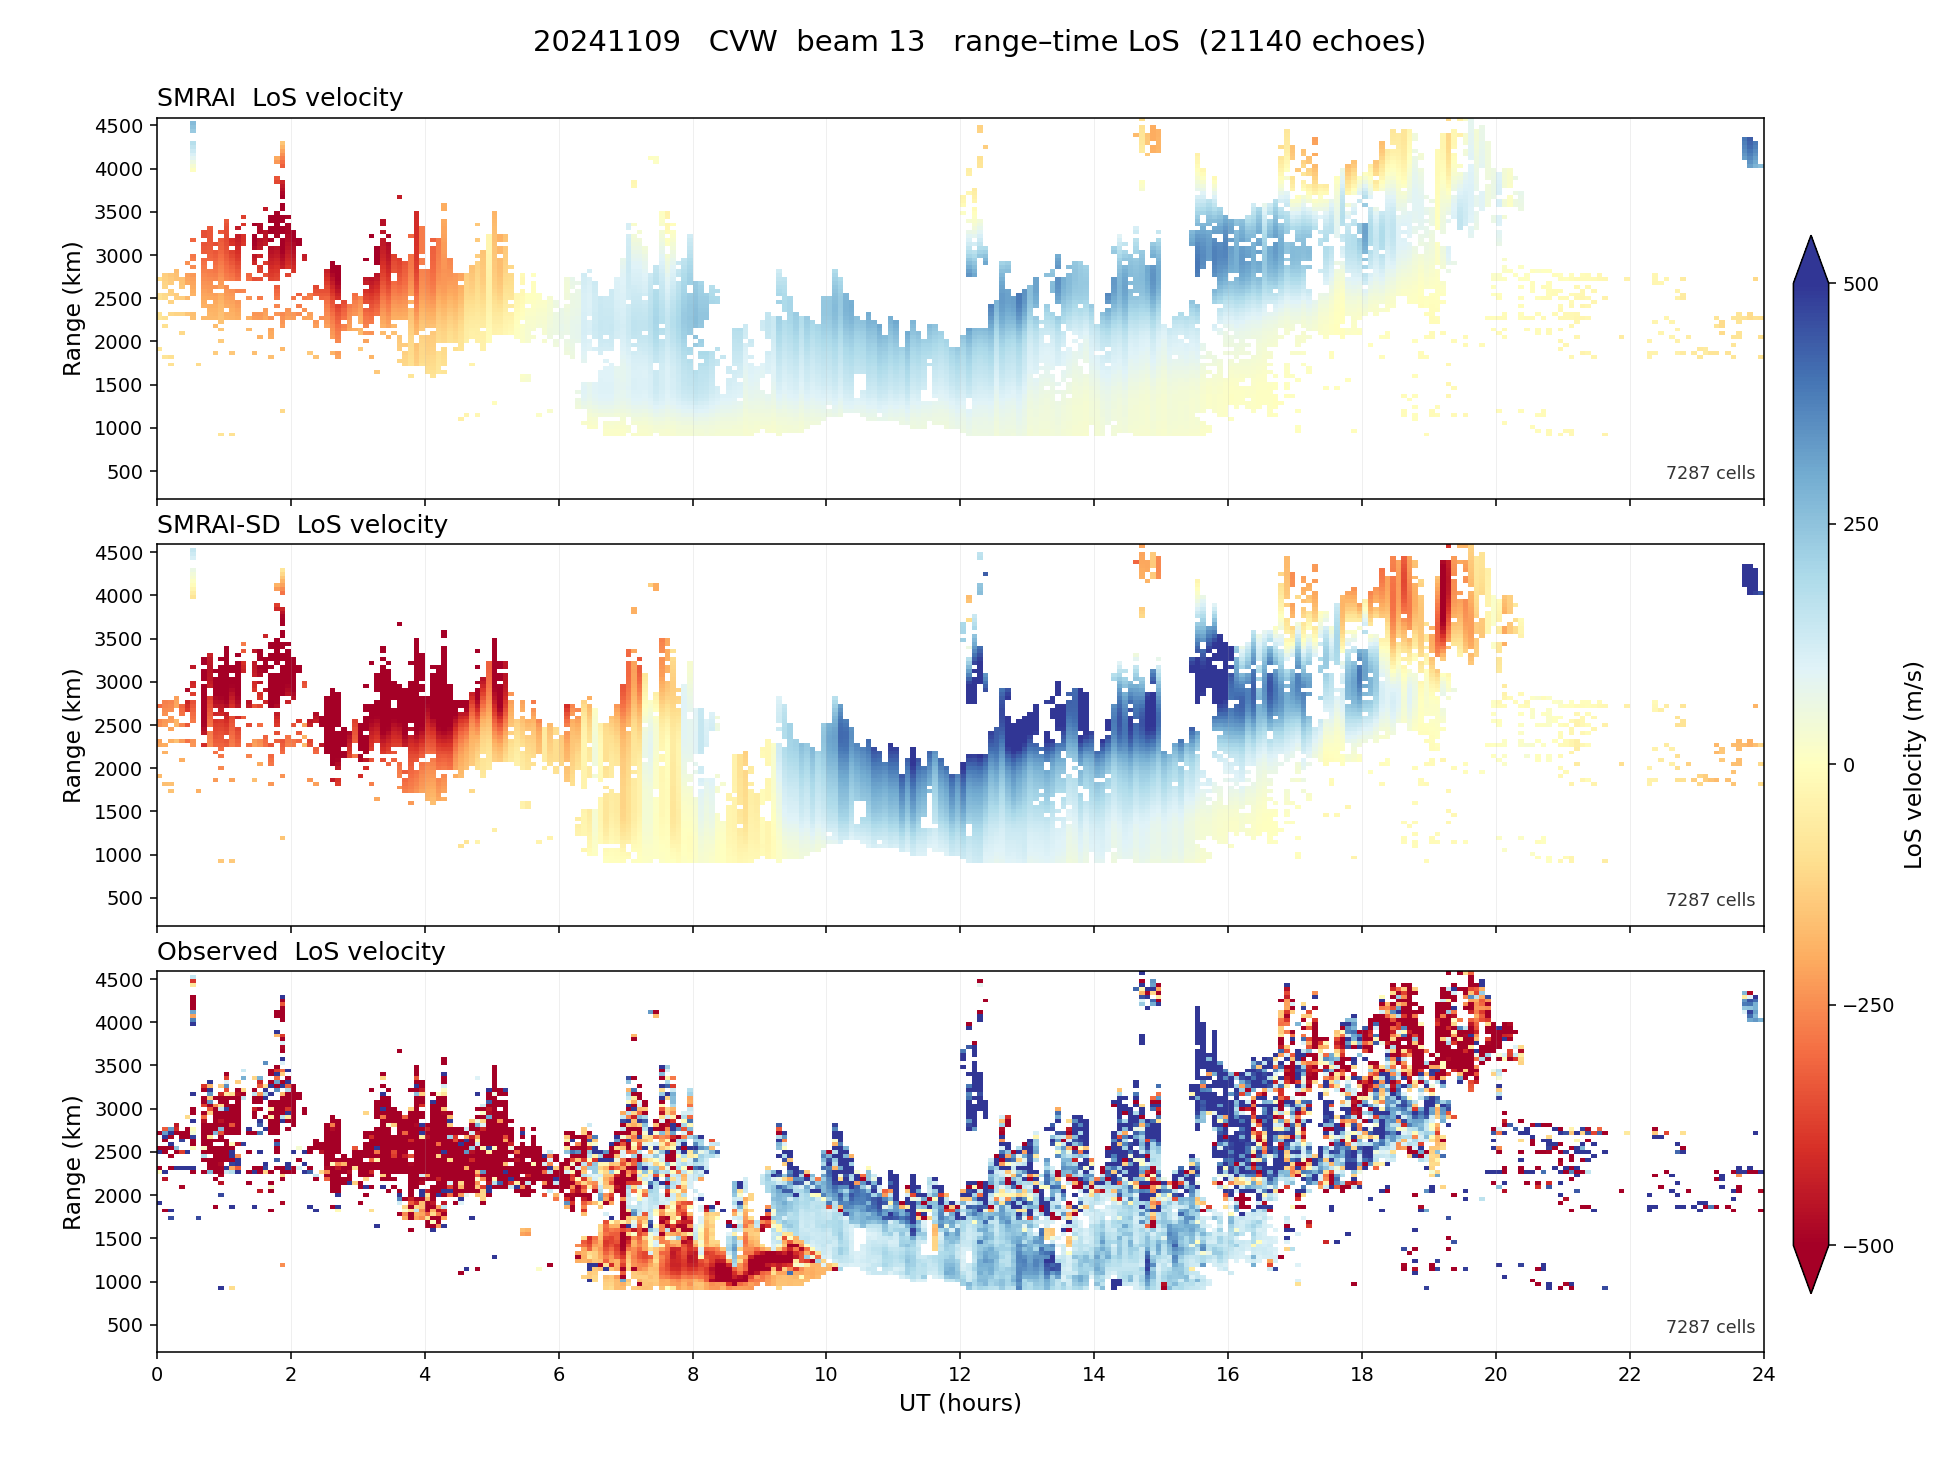 20241109   CVW  beam 13   range–time LoS  (21140 echoes)
SMRAI  LoS velocity
4500
4000
3500
3000
2500
2000
1500
1000
500
Range (km)
7287 cells
SMRAI-SD  LoS velocity
4500
4000
3500
3000
2500
2000
1500
1000
500
Range (km)
7287 cells
Observed  LoS velocity
4500
4000
3500
3000
2500
2000
1500
1000
500
Range (km)
7287 cells
0 2 4 6 8 10 12 14 16 18 20 22 24
UT (hours)
500
250
0
−250
−500
LoS velocity (m/s)